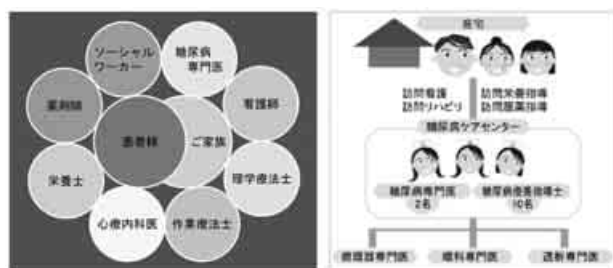 ソーシャル
ワーカー
糖尿病
専門医
薬剤師
看護師
患者様
ご家族
栄養士
理学療法士
心療内科医
作業療法士
在宅
訪問看護
訪問リハビリ
訪問栄養指導
訪問服薬指導
糖尿病ケアセンター
糖尿病専門医
2名
糖尿病療養指導士
10名
循環器専門医
眼科専門医
透析専門医